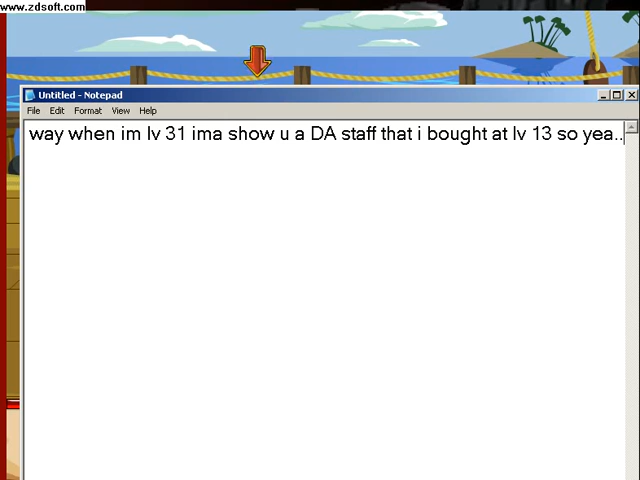 www.zdsoft.com
Untitled - Notepad
File Edit Format View Help
way when im lv 31 ima show u a DA staff that i bought at lv 13 so yea..